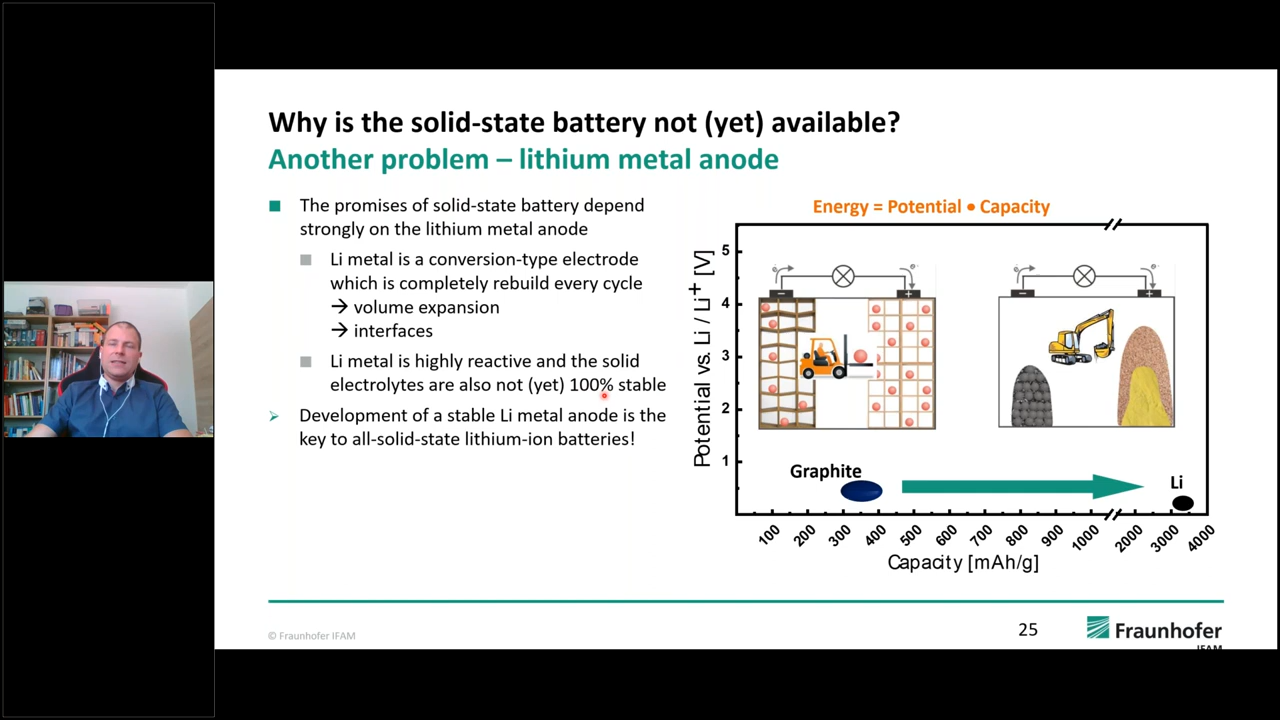 Why is the solid-state battery not (yet) available?
Another problem – lithium metal anode
■ The promises of solid-state battery depend
strongly on the lithium metal anode
■ Li metal is a conversion-type electrode
which is completely rebuild every cycle
→ volume expansion
→ interfaces
■ Li metal is highly reactive and the solid
electrolytes are also not (yet) 100% stable
➢ Development of a stable Li metal anode is the
key to all-solid-state lithium-ion batteries!
Energy = Potential • Capacity
Potential vs. Li / Li+ [V]
5
4
3
2
1
e-
e-
e-
e-
− +
− +
Graphite
Li
100 200 300 400 500 600 700 800 900 1000 2000 3000 4000
Capacity [mAh/g]
© Fraunhofer IFAM
25
Fraunhofer
IFAM